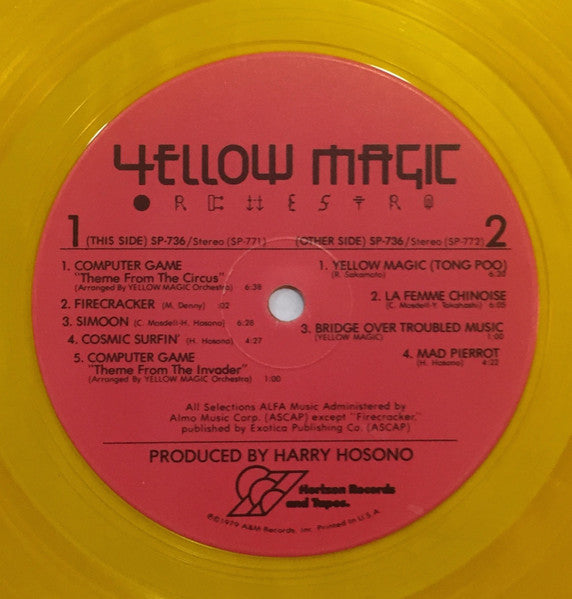 YELLOW MAGIC
ORCHESTRA
1 (THIS SIDE) SP-736/Stereo (SP-771) (OTHER SIDE) SP-736/Stereo (SP-772) 2
1. COMPUTER GAME
"Theme From The Circus"
(Arranged By YELLOW MAGIC Orchestra) 6:38
2. FIRECRACKER (M. Denny) :02
3. SIMOON (C. Mosdell-H. Hosono) 6:28
4. COSMIC SURFIN' (H. Hosono) 4:27
5. COMPUTER GAME
"Theme From The Invader"
(Arranged By YELLOW MAGIC Orchestra) 1:00
1. YELLOW MAGIC (TONG POO)
(R. Sakamoto) 6:20
2. LA FEMME CHINOISE
(C. Mosdell-Y. Takahashi) 6:05
3. BRIDGE OVER TROUBLED MUSIC
(YELLOW MAGIC) 1:00
4. MAD PIERROT
(H. Hosono) 4:22
All Selections ALFA Music Administered by
Almo Music Corp. (ASCAP) except "Firecracker,"
published by Exotica Publishing Co. (ASCAP)
PRODUCED BY HARRY HOSONO
Horizon Records
and Tapes.
℗©1979 A&M Records, Inc. Printed in U.S.A.